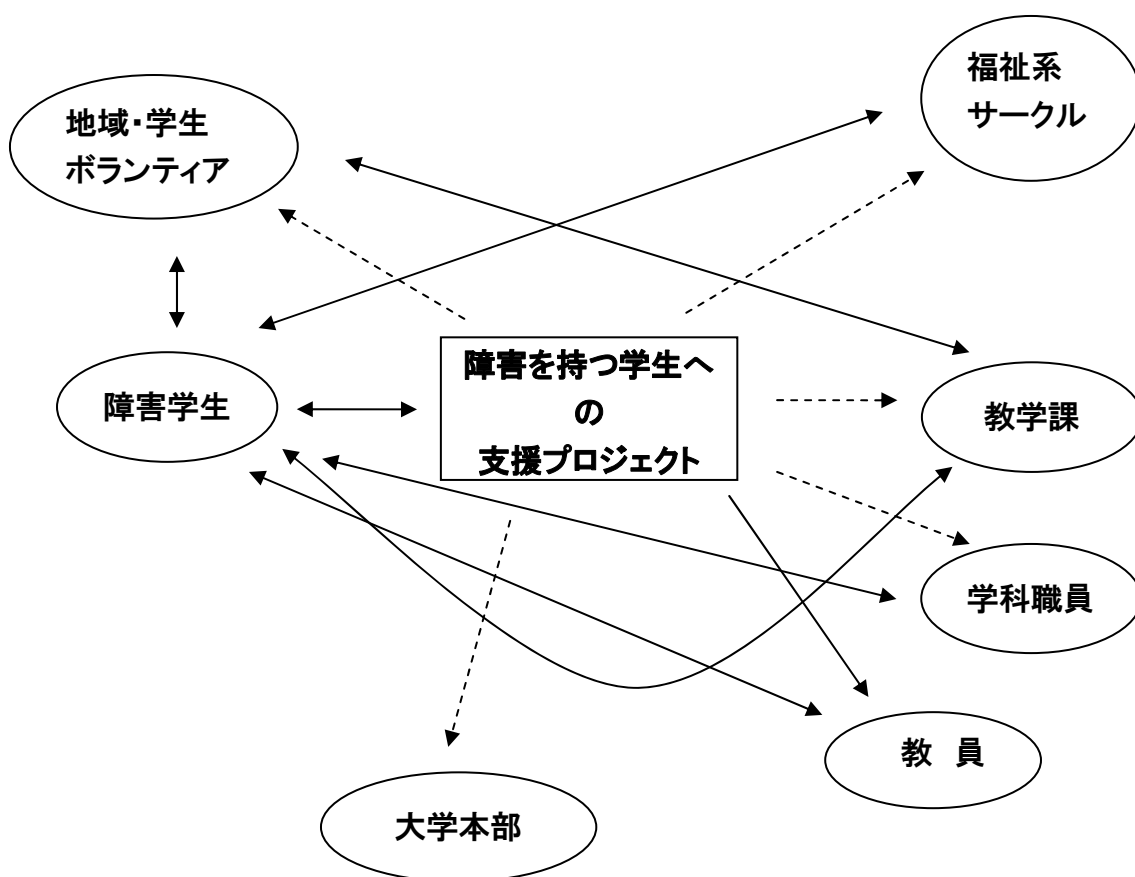 福祉系
サークル
地域・学生
ボランティア
障害を持つ学生へ
の
支援プロジェクト
障害学生
教学課
学科職員
教　員
大学本部